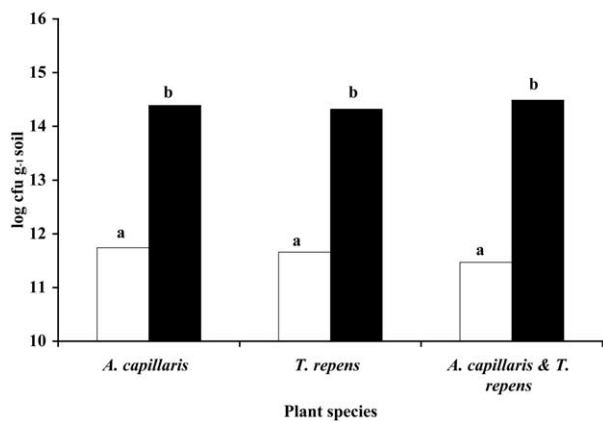 16
15
14
13
12
11
10
log cfu g-1 soil
a
b
a
b
a
b
A. capillaris
T. repens
A. capillaris & T.
repens
Plant species